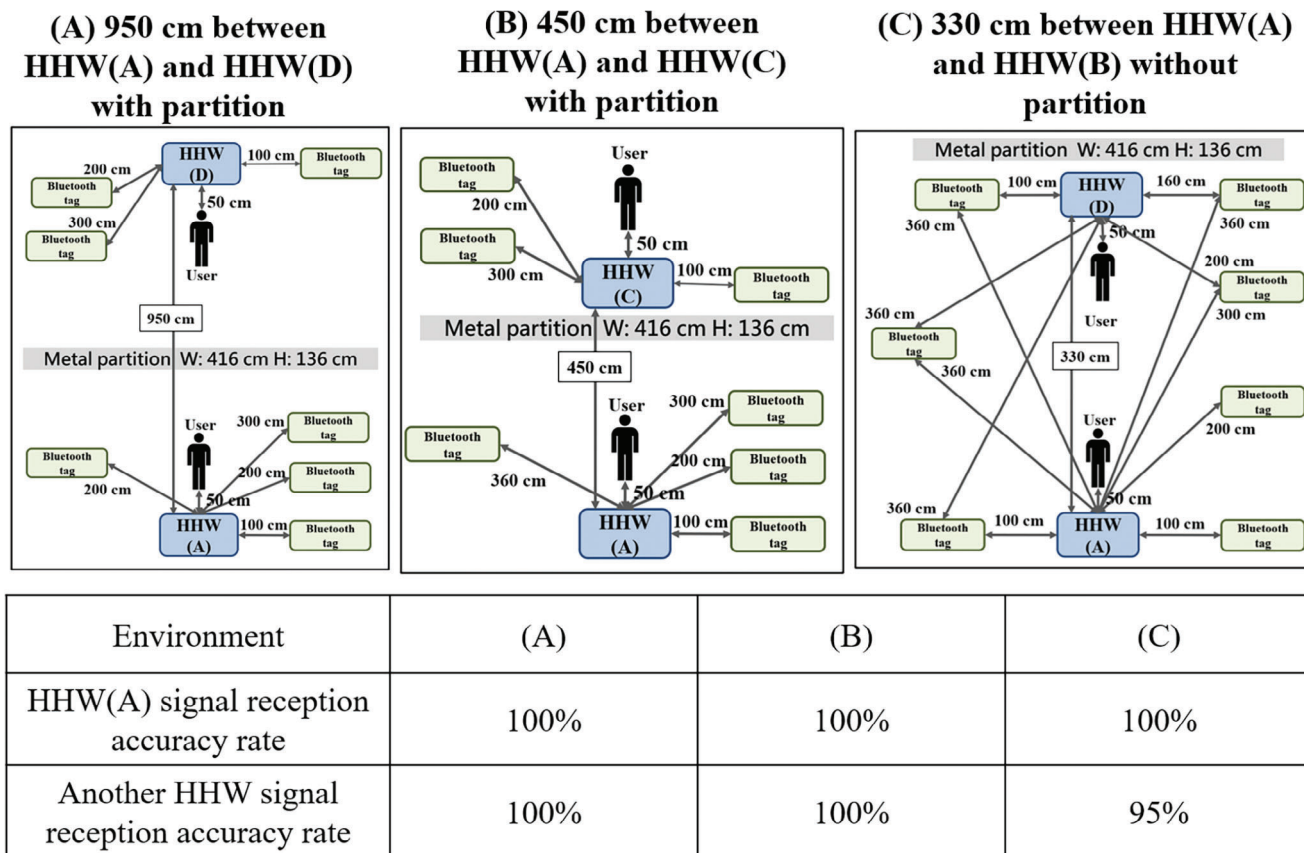 (A) 950 cm between
HHW(A) and HHW(D)
with partition
HHW
(D)
100 cm
Bluetooth
tag
200 cm
Bluetooth
tag
50 cm
300 cm
Bluetooth
tag
User
950 cm
Metal partition W: 416 cm H: 136 cm
User
300 cm
Bluetooth
tag
Bluetooth
tag
200 cm
Bluetooth
tag
200 cm
50 cm
HHW
(A)
100 cm
Bluetooth
tag
(B) 450 cm between
HHW(A) and HHW(C)
with partition
User
Bluetooth
tag
200 cm
50 cm
Bluetooth
tag
300 cm
HHW
(C)
100 cm
Bluetooth
tag
Metal partition W: 416 cm H: 136 cm
450 cm
User
300 cm
Bluetooth
tag
Bluetooth
tag
200 cm
Bluetooth
tag
360 cm
50 cm
HHW
(A)
100 cm
Bluetooth
tag
(C) 330 cm between HHW(A)
and HHW(B) without
partition
Metal partition W: 416 cm H: 136 cm
Bluetooth
tag
100 cm
HHW
(D)
160 cm
Bluetooth
tag
360 cm
360 cm
50 cm
200 cm
Bluetooth
tag
300 cm
User
360 cm
Bluetooth
tag
360 cm
330 cm
Bluetooth
tag
200 cm
User
50 cm
360 cm
Bluetooth
tag
100 cm
HHW
(A)
100 cm
Bluetooth
tag
Environment (A) (B) (C)
HHW(A) signal reception
accuracy rate 100% 100% 100%
Another HHW signal
reception accuracy rate 100% 100% 95%